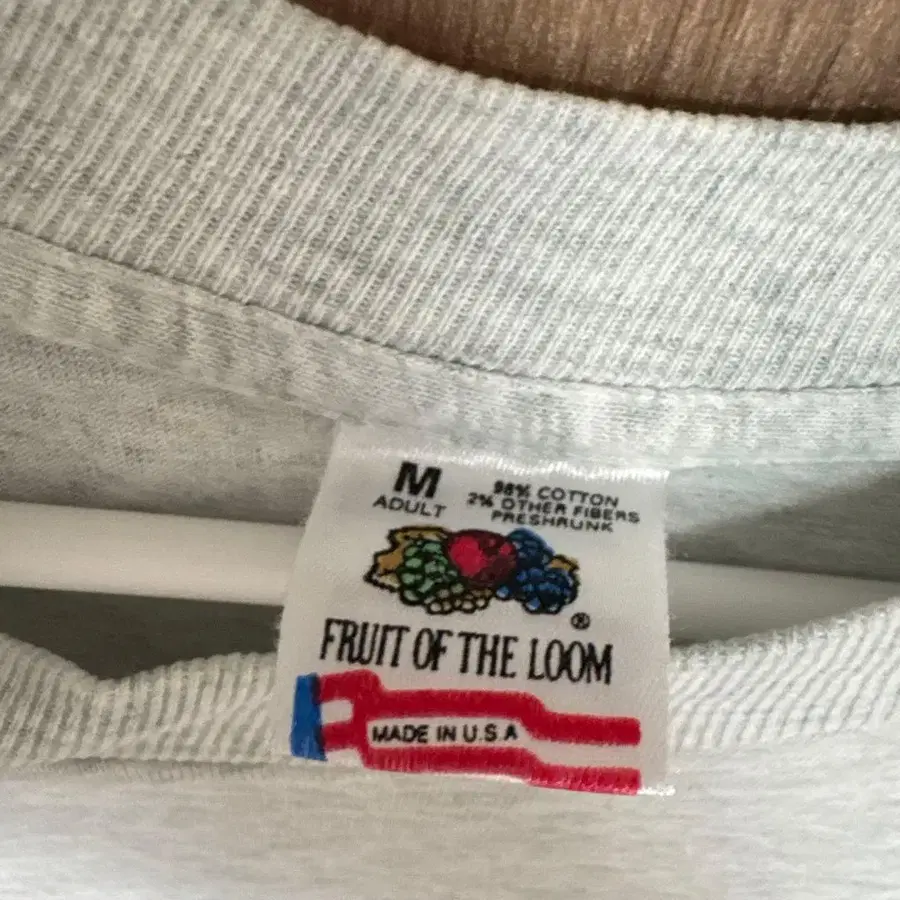 M
ADULT
98% COTTON
2% OTHER FIBERS
PRESHRUNK
®
FRUIT OF THE LOOM
MADE IN U.S.A